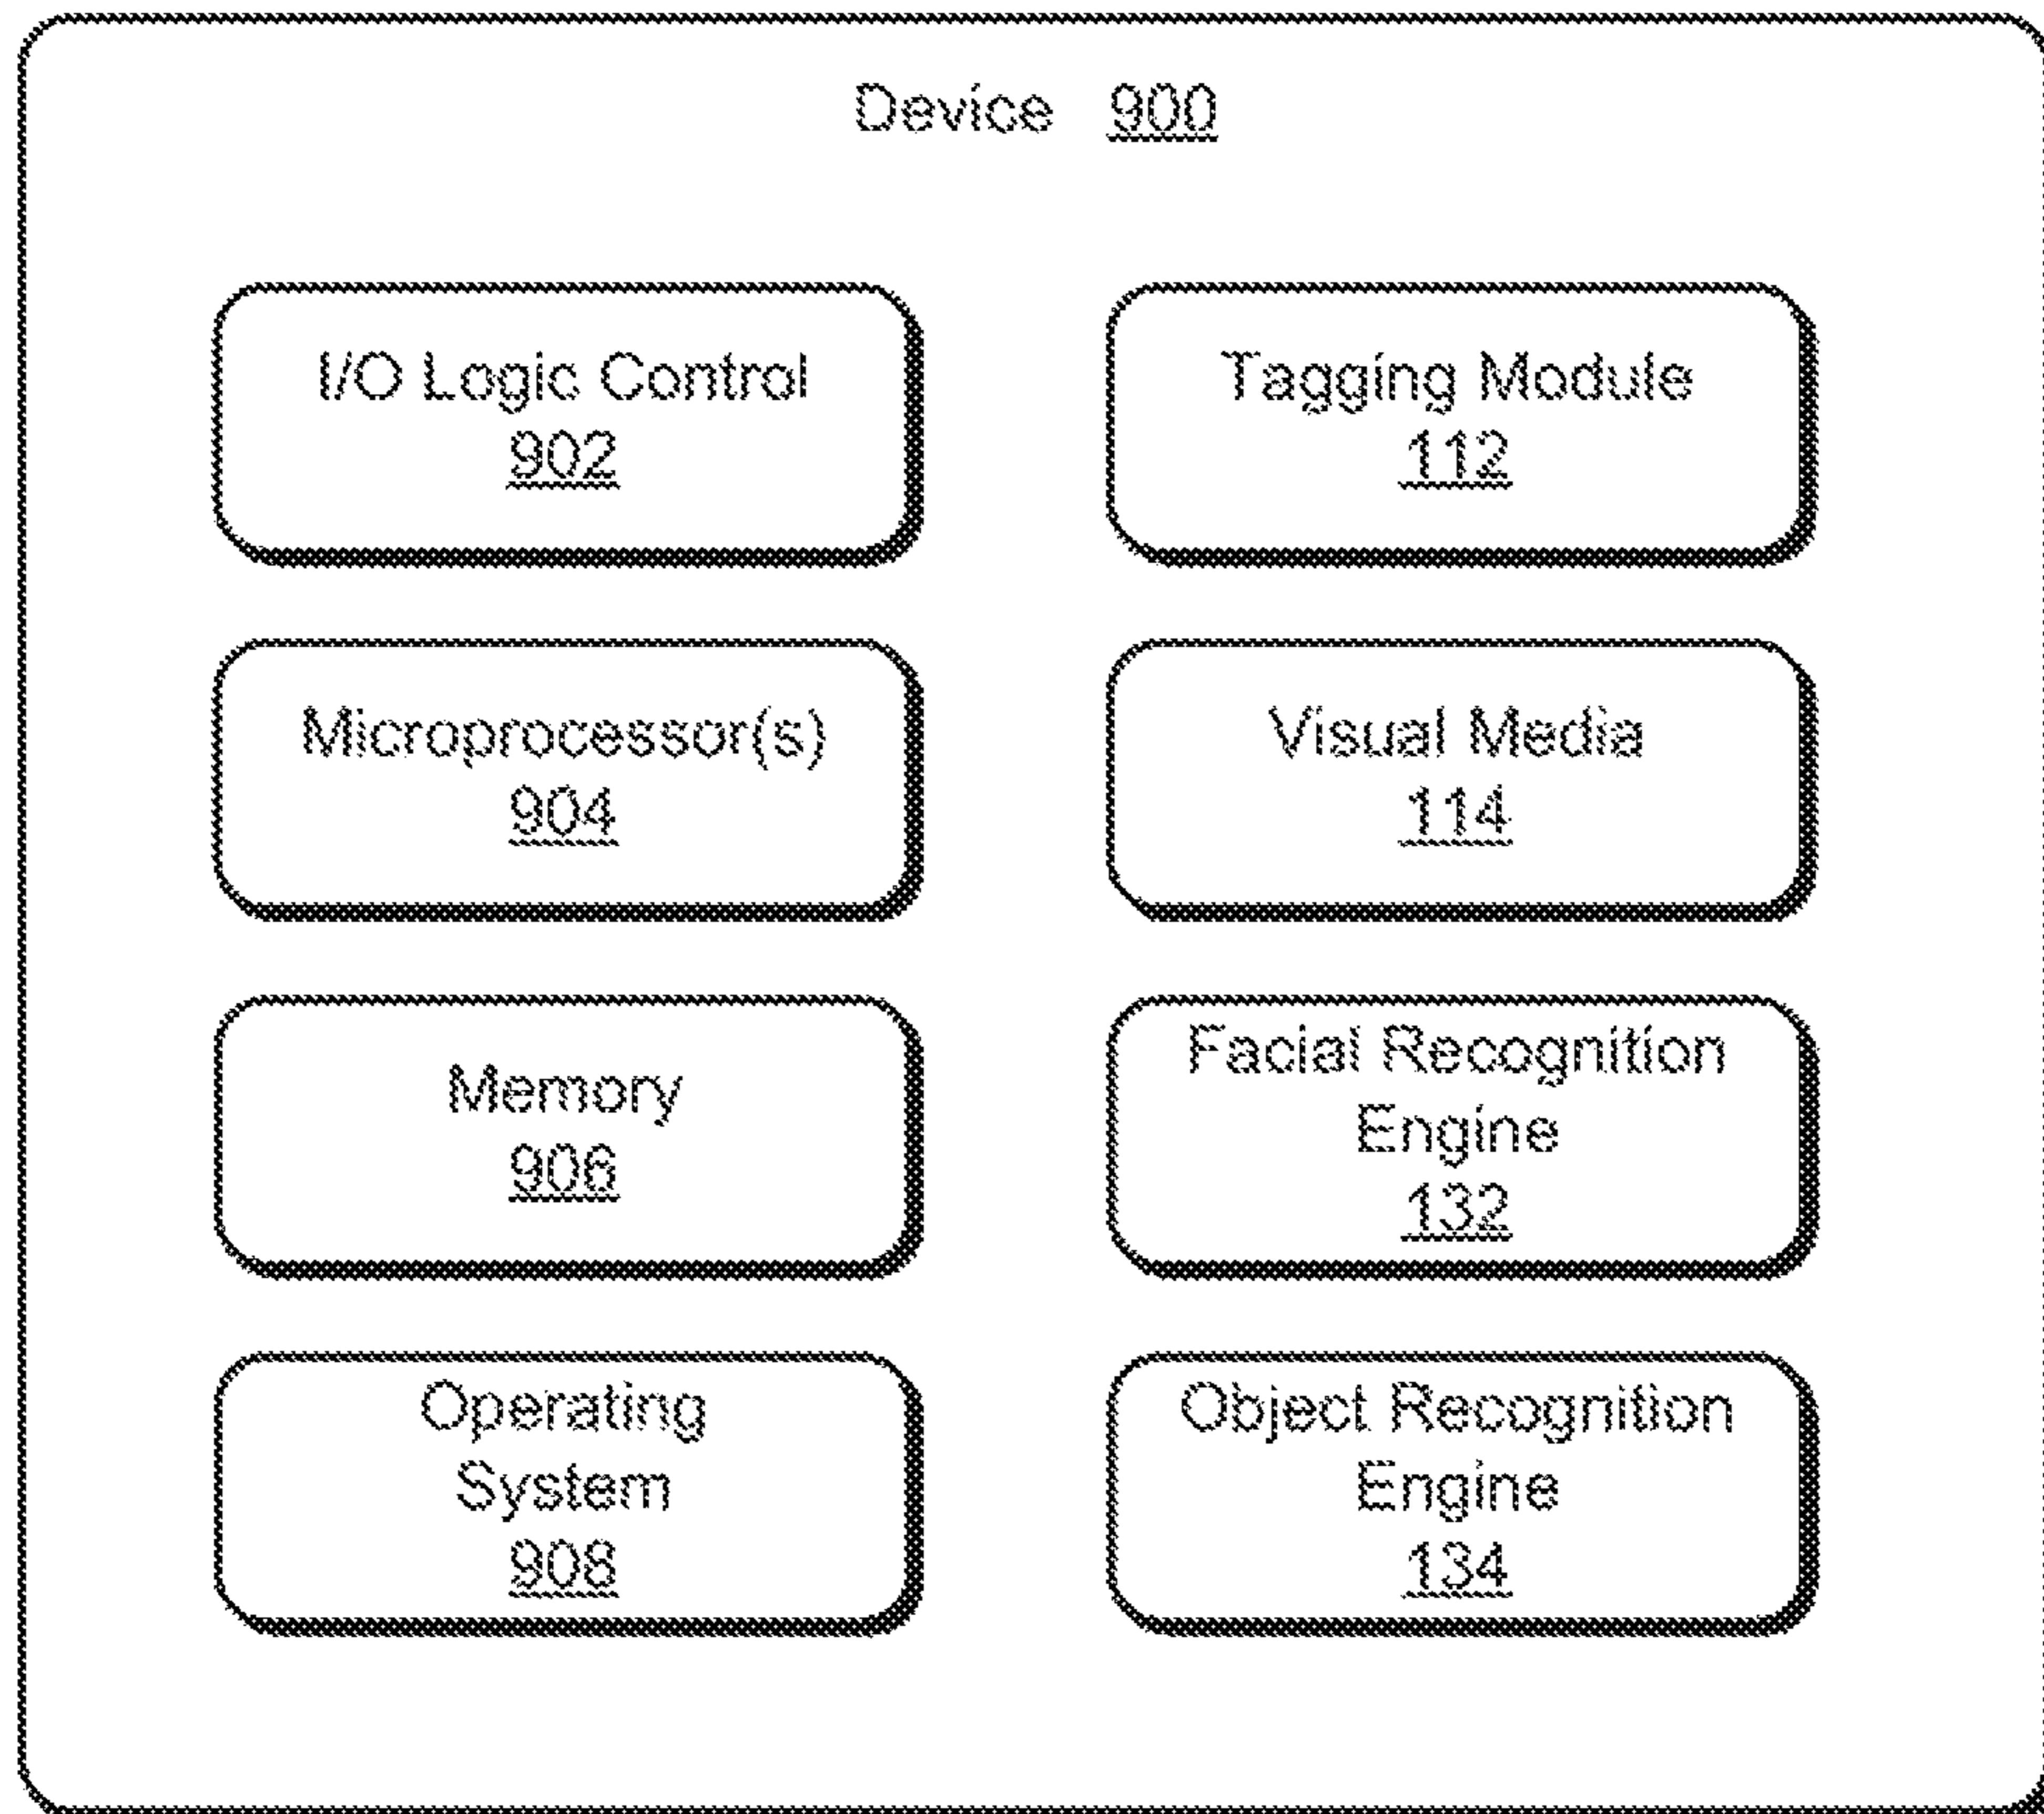 Device 900
I/O Logic Control
902
Tagging Module
112
Microprocessor(s)
904
Visual Media
114
Memory
906
Facial Recognition
Engine
132
Operating
System
908
Object Recognition
Engine
134